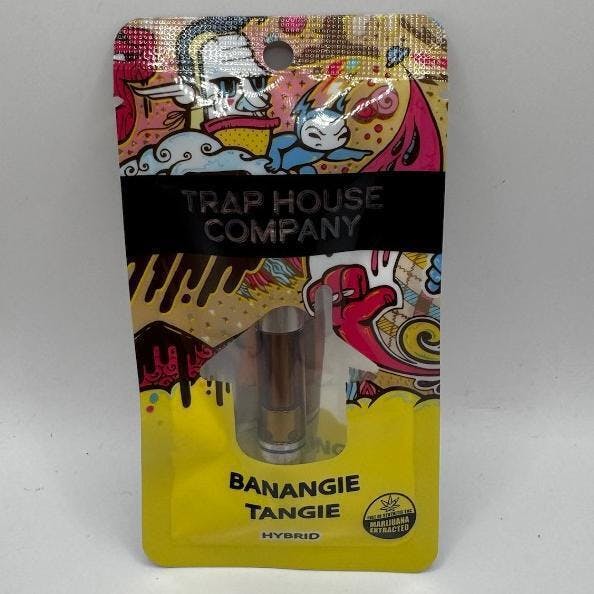 TRAP HOUSE
COMPANY
BANANGIE
TANGIE
HYBRID
MARIJUANA
EXTRACTED